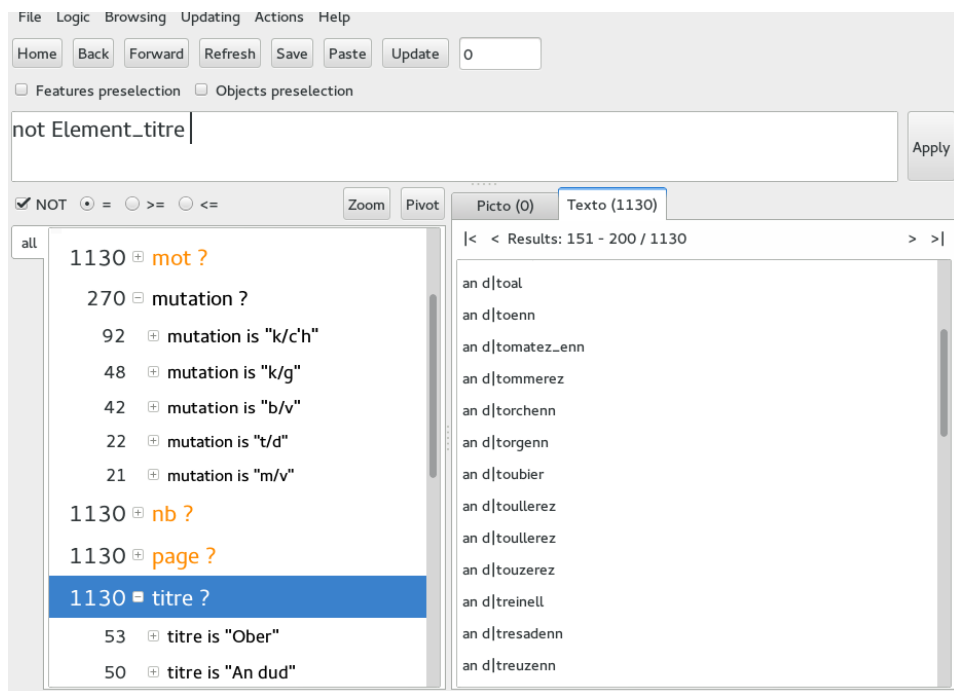 File Logic Browsing Updating Actions Help
Home Back Forward Refresh Save Paste Update 0
Features preselection Objects preselection
not Element_titre
Apply
NOT = >= <= Zoom Pivot
Picto (0) Texto (1130)
all
|< < Results: 151 - 200 / 1130 > >|
1130 mot ?
270 mutation ?
92 mutation is "k/c'h"
48 mutation is "k/g"
42 mutation is "b/v"
22 mutation is "t/d"
21 mutation is "m/v"
1130 nb ?
1130 page ?
1130 titre ?
53 titre is "Ober"
50 titre is "An dud"
an d|toal
an d|toenn
an d|tomatez_enn
an d|tommerez
an d|torchenn
an d|torgenn
an d|toubier
an d|toullerez
an d|toullerez
an d|touzerez
an d|treinell
an d|tresadenn
an d|treuzenn